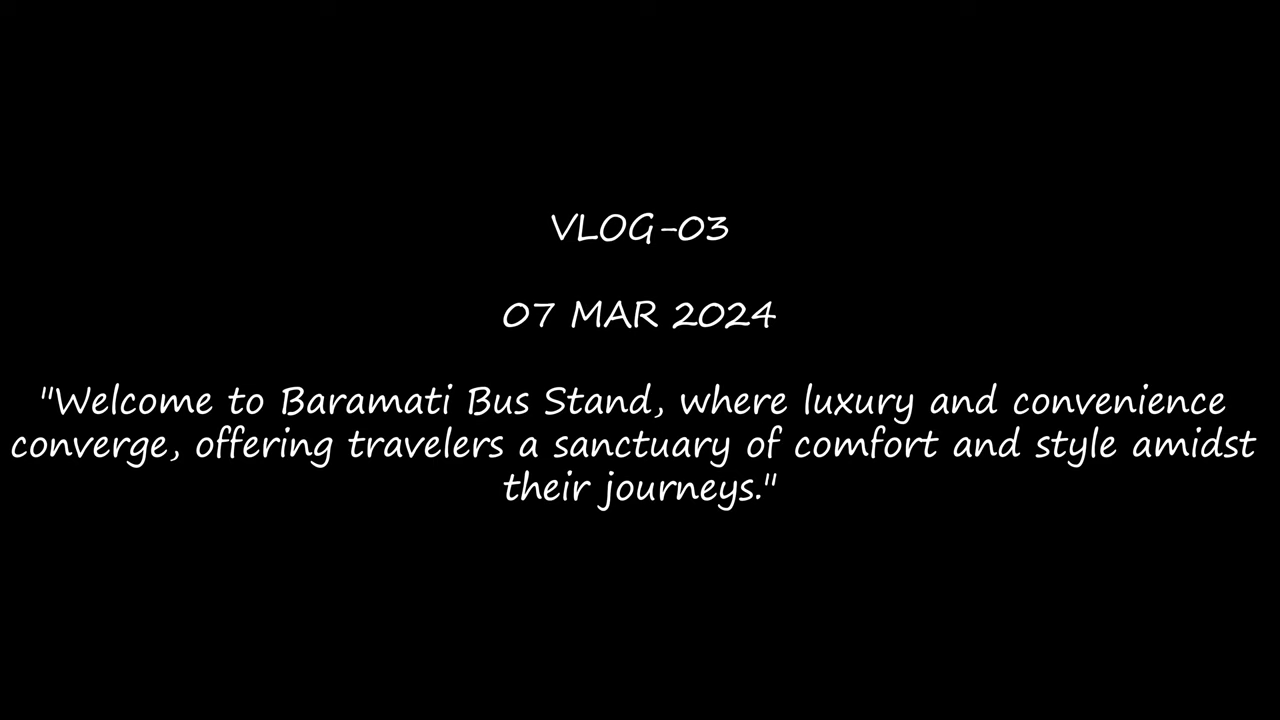 VLOG-03
07 MAR 2024
"Welcome to Baramati Bus Stand, where luxury and convenience
converge, offering travelers a sanctuary of comfort and style amidst
their journeys."